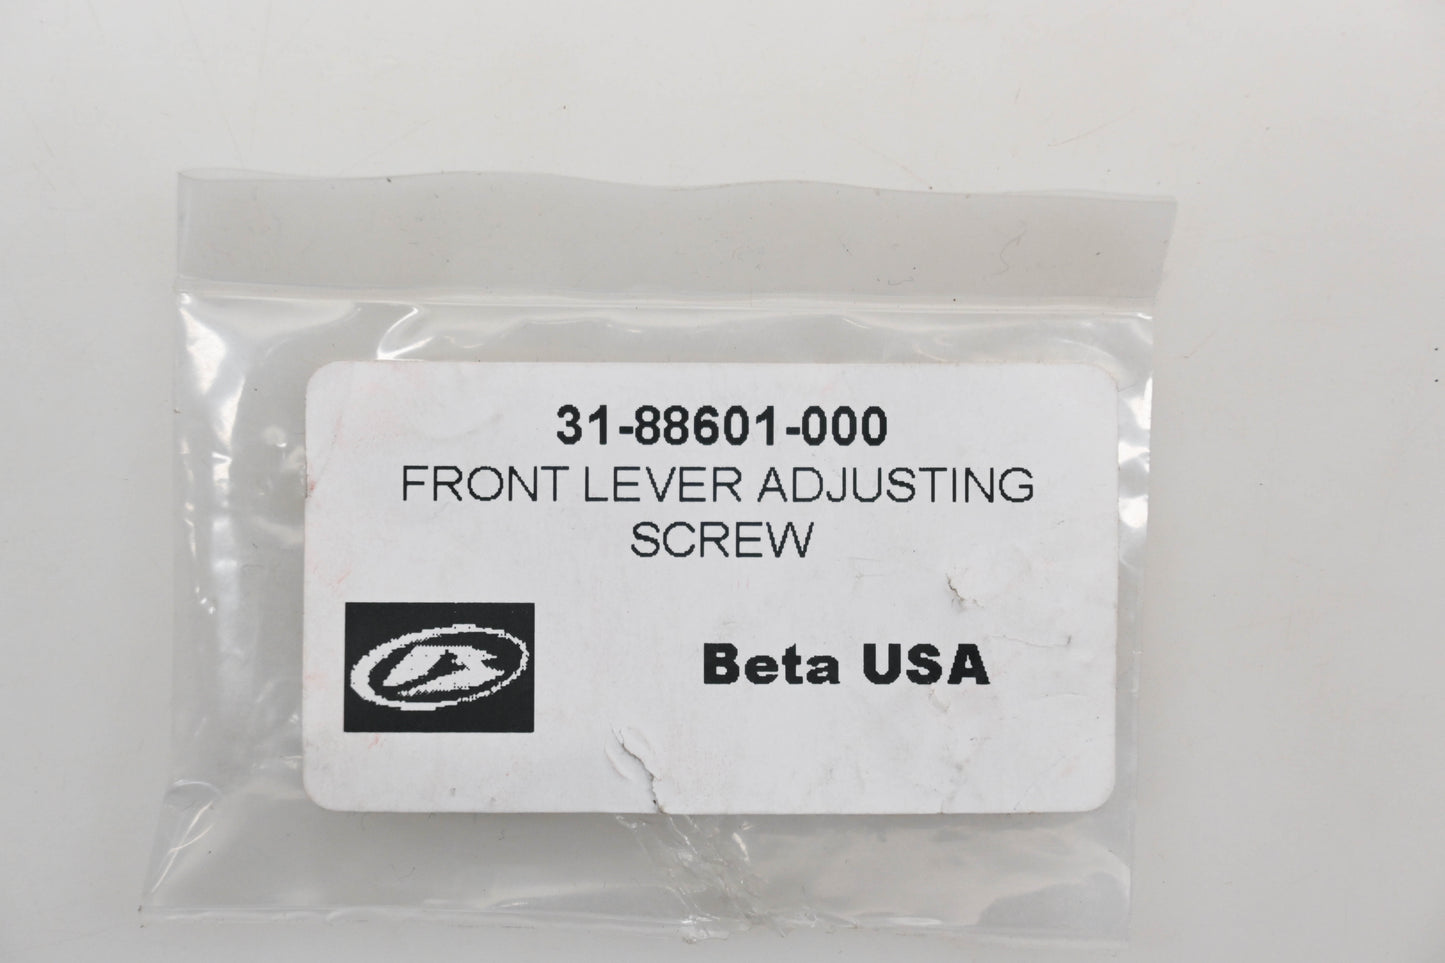 31-88601-000
FRONT LEVER ADJUSTING
SCREW
Beta USA